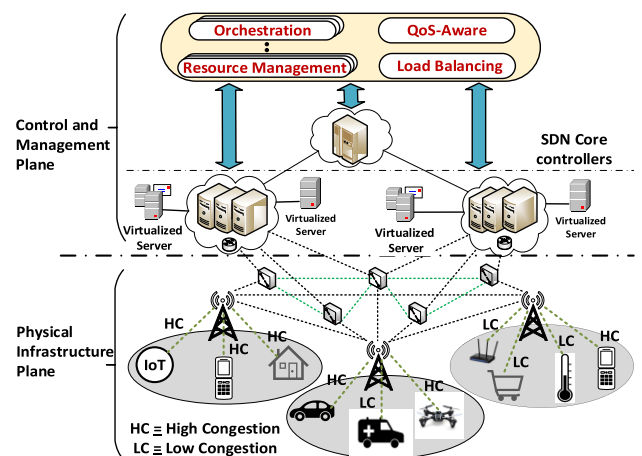 Orchestration
QoS-Aware
Resource Management
Load Balancing
Control and
Management
Plane
SDN Core
controllers
Virtualized
Server
Virtualized
Server
Virtualized
Server
Virtualized
Server
Physical
Infrastructure
Plane
HC
HC
HC
IoT
HC
LC
HC
LC
LC
LC
HC
HC = High Congestion
LC = Low Congestion